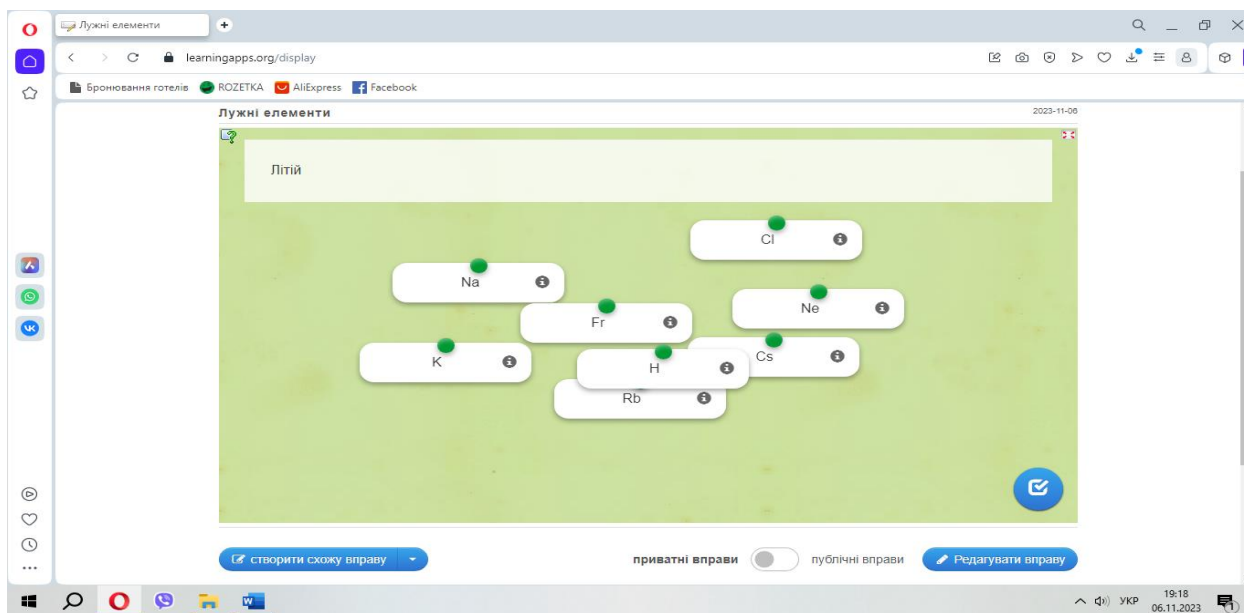 Лужні елементи
learningapps.org/display
Бронювання готелів ROZETKA AliExpress Facebook
Лужні елементи 2023-11-06
Літій
Cl
Na
Ne
Fr
Cs
K
H
Rb
створити схожу вправу приватні вправи публічні вправи Редагувати вправу
УКР 19:18
06.11.2023